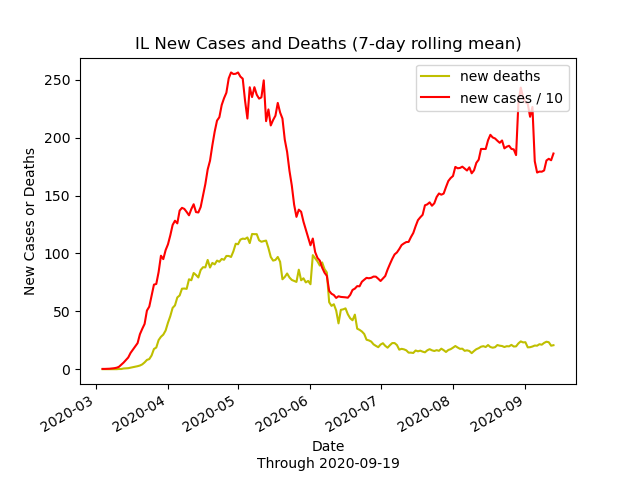 IL New Cases and Deaths (7-day rolling mean)
new deaths
new cases / 10
250
200
150
100
50
0
New Cases or Deaths
2020-03
2020-04
2020-05
2020-06
2020-07
2020-08
2020-09
Date
Through 2020-09-19